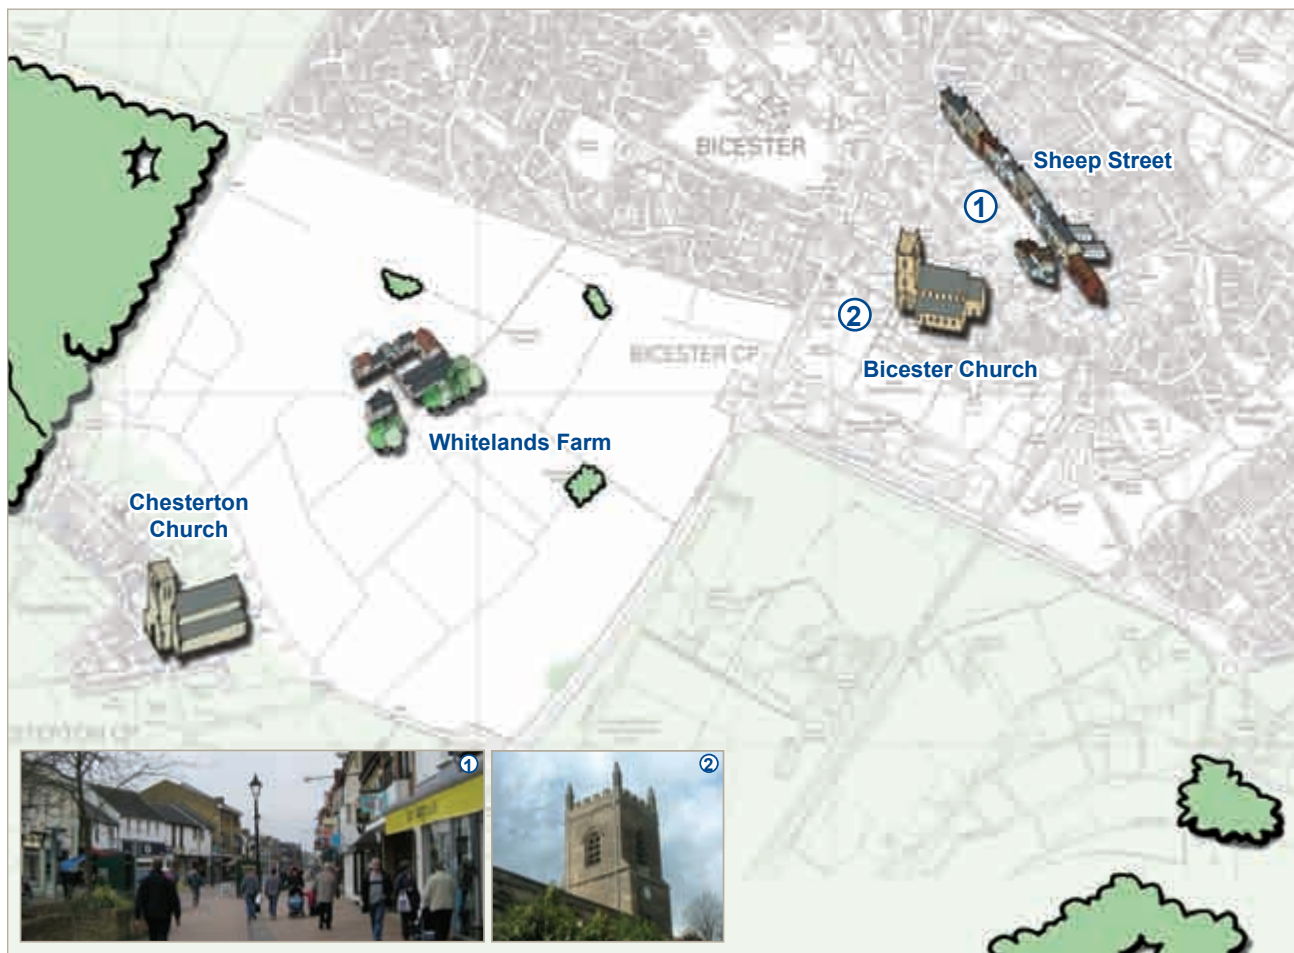 BICESTER
Sheep Street
1
2
BICESTER CP
Bicester Church
Whitelands Farm
Chesterton
Church
1
2